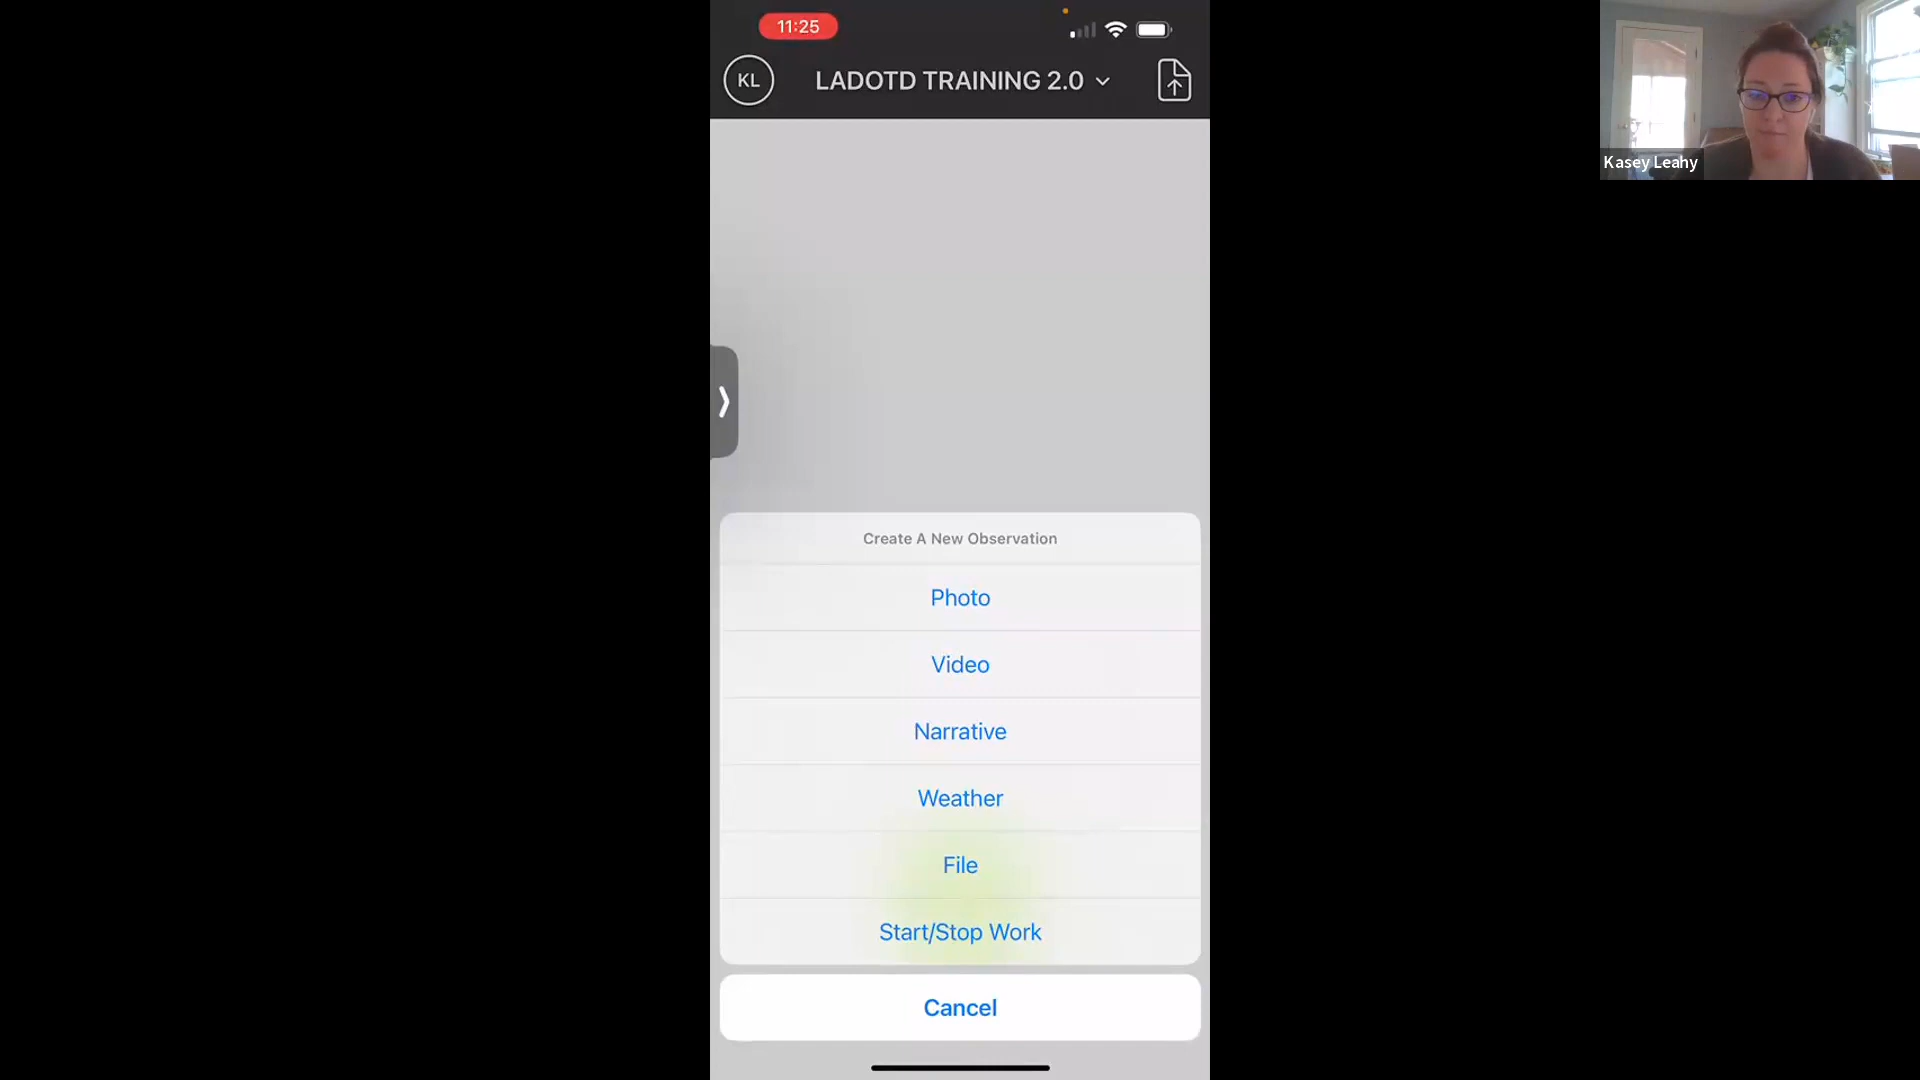 11:25
KL
LADOTD TRAINING 2.0
Kasey Leahy
Create A New Observation
Photo
Video
Narrative
Weather
File
Start/Stop Work
Cancel